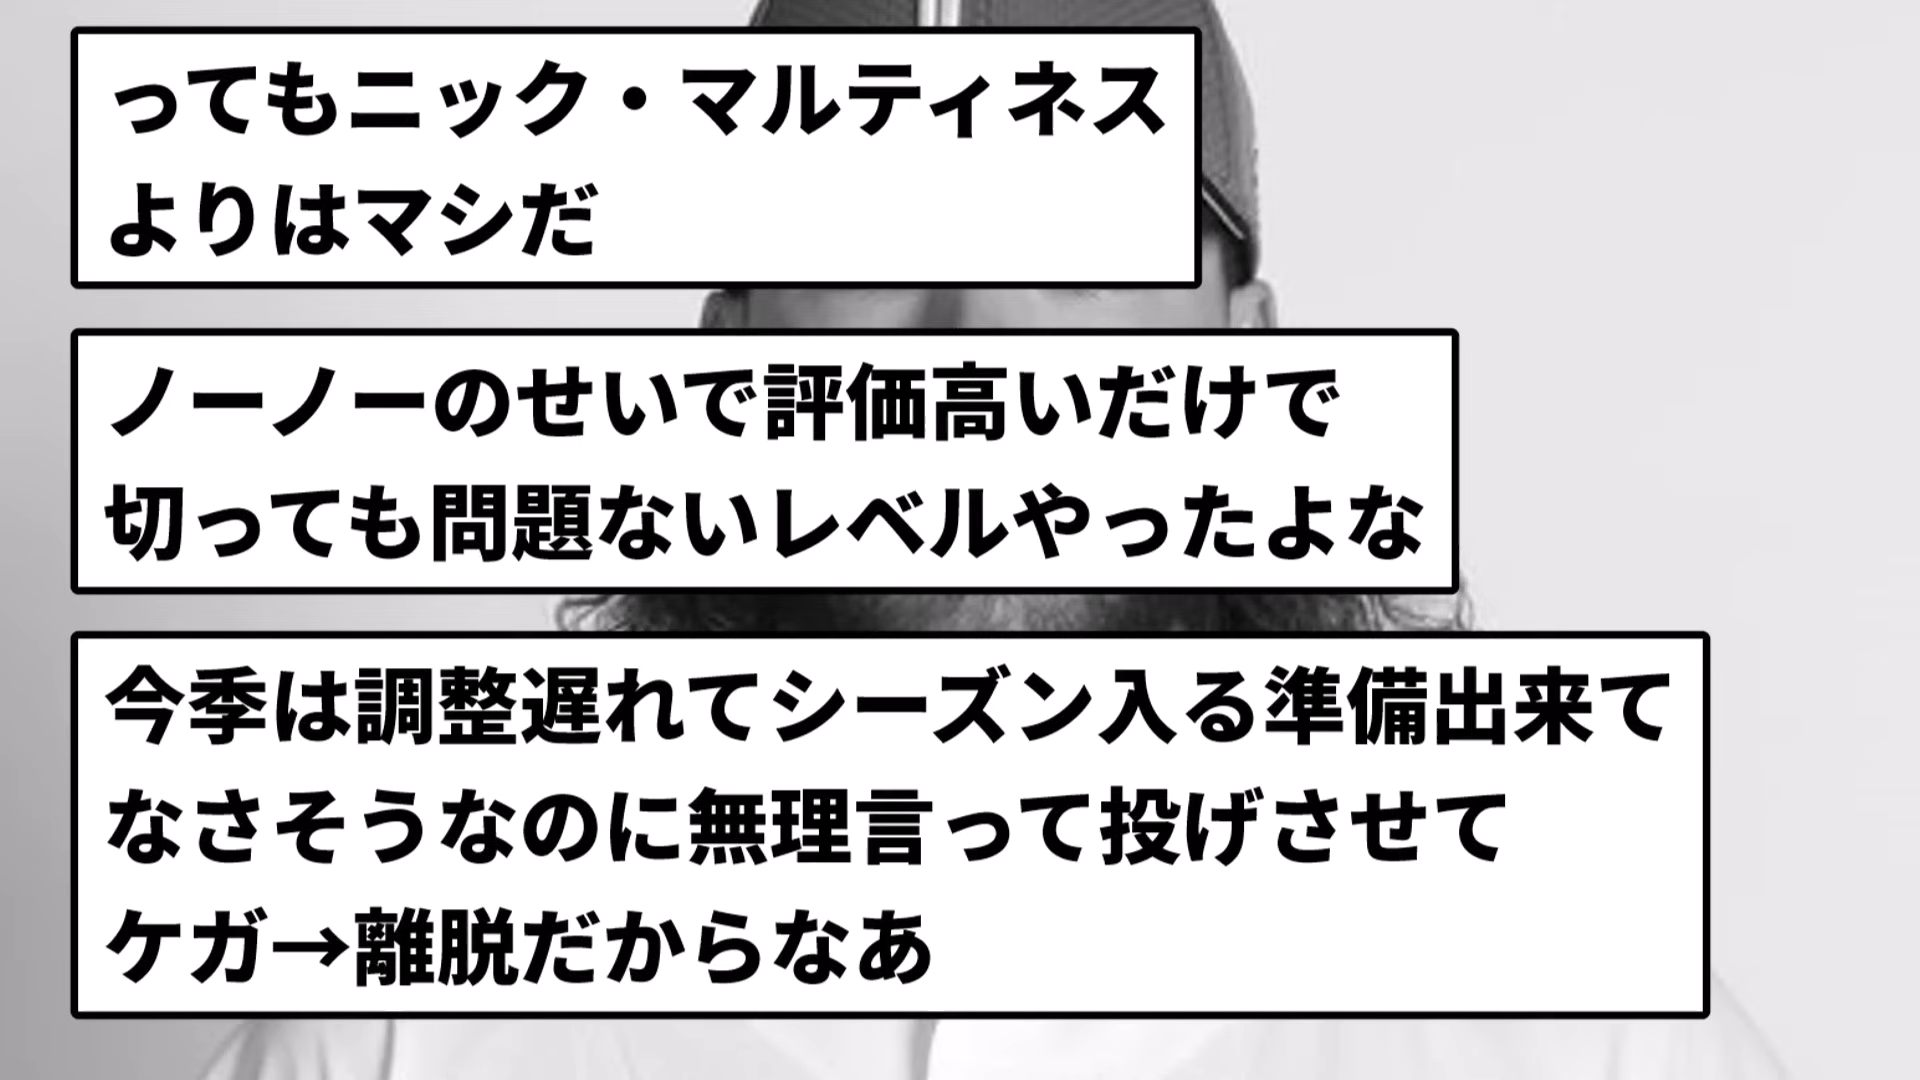 ってもニック・マルティネス
よりはマシだ
ノーノーのせいで評価高いだけで
切っても問題ないレベルやったよな
今季は調整遅れてシーズン入る準備出来て
なさそうなのに無理言って投げさせて
ケガ→離脱だからなあ